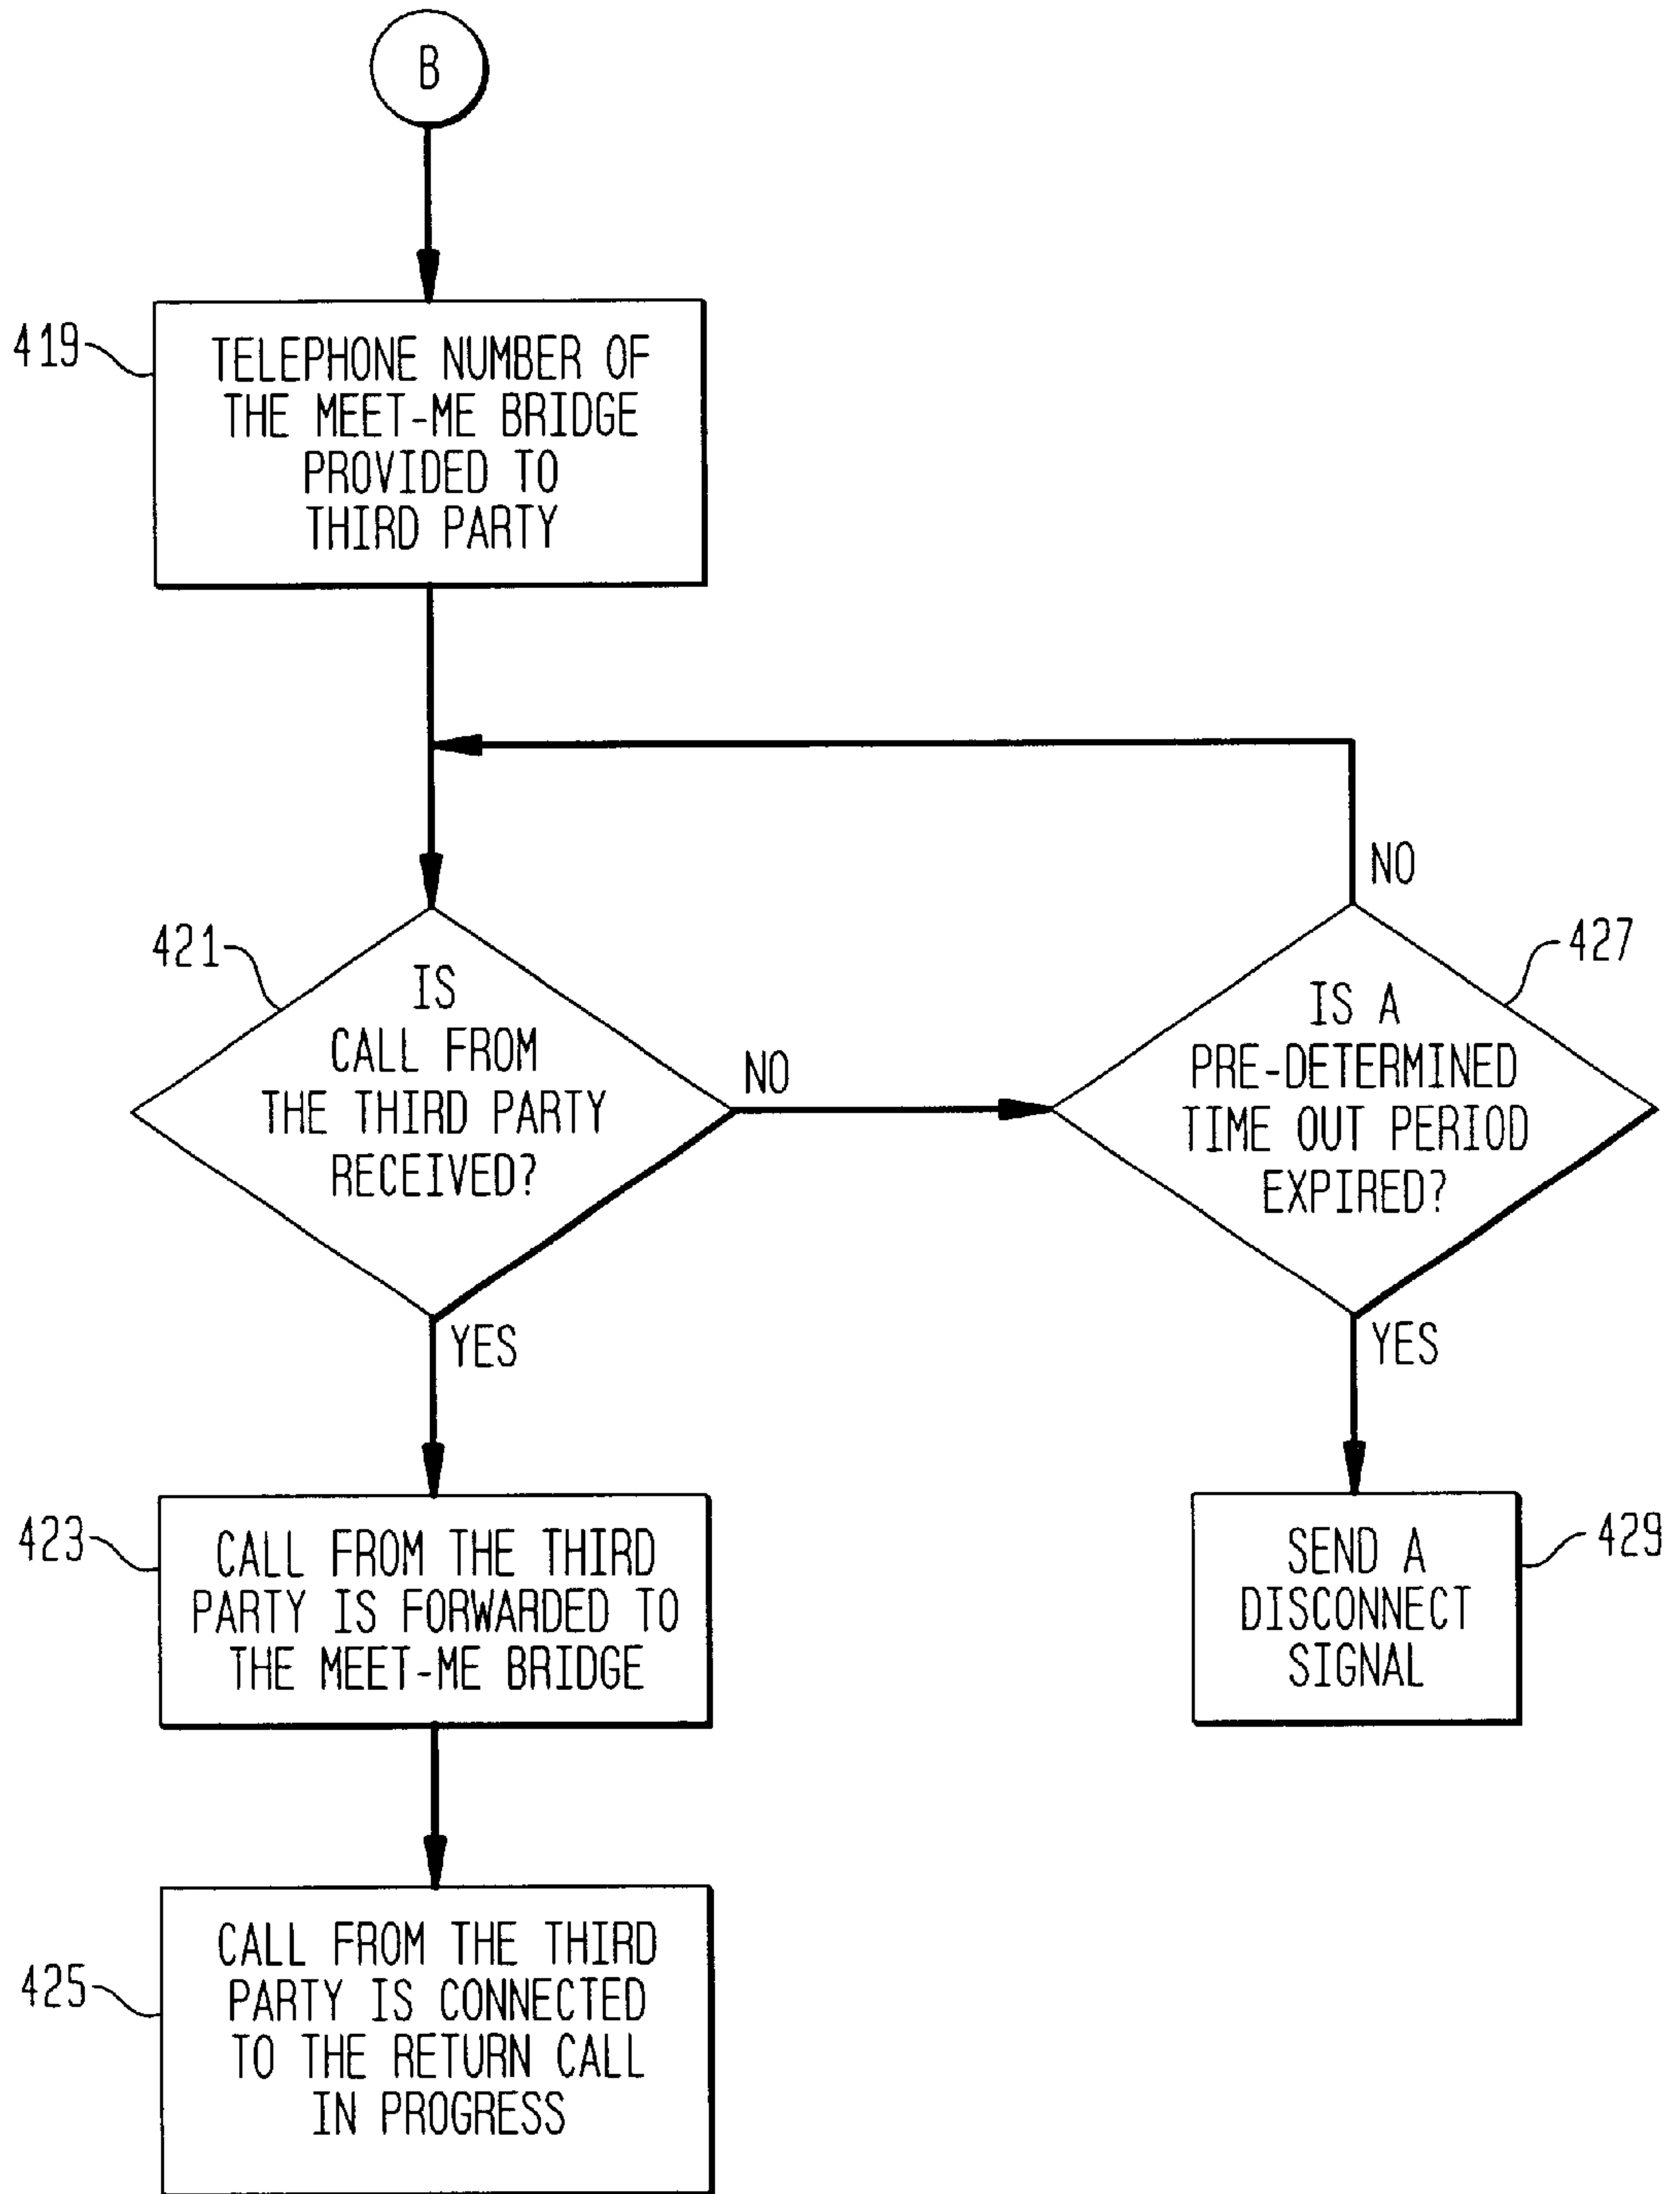 B
419
TELEPHONE NUMBER OF
THE MEET-ME BRIDGE
PROVIDED TO
THIRD PARTY
421
IS
CALL FROM
THE THIRD PARTY
RECEIVED?
NO
YES
NO
427
IS A
PRE-DETERMINED
TIME OUT PERIOD
EXPIRED?
YES
423
CALL FROM THE THIRD
PARTY IS FORWARDED TO
THE MEET-ME BRIDGE
SEND A
DISCONNECT
SIGNAL
429
425
CALL FROM THE THIRD
PARTY IS CONNECTED
TO THE RETURN CALL
IN PROGRESS